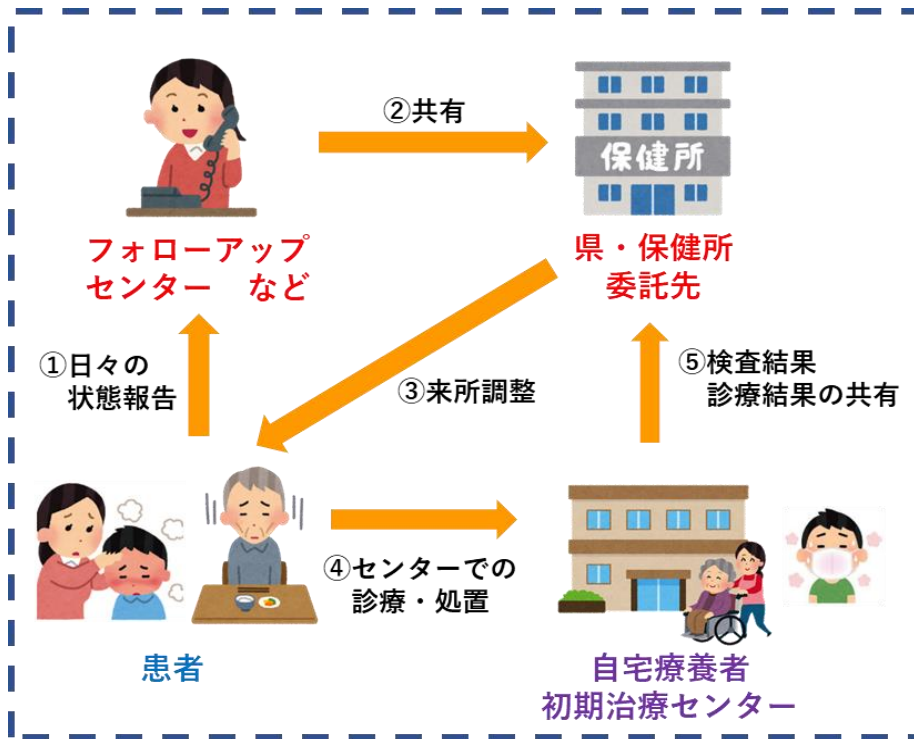 ②共有
保健所
フォローアップ
センター　など
県・保健所
委託先
①日々の
状態報告
③来所調整
⑤検査結果
診療結果の共有
④センターでの
診療・処置
患者
自宅療養者
初期治療センター